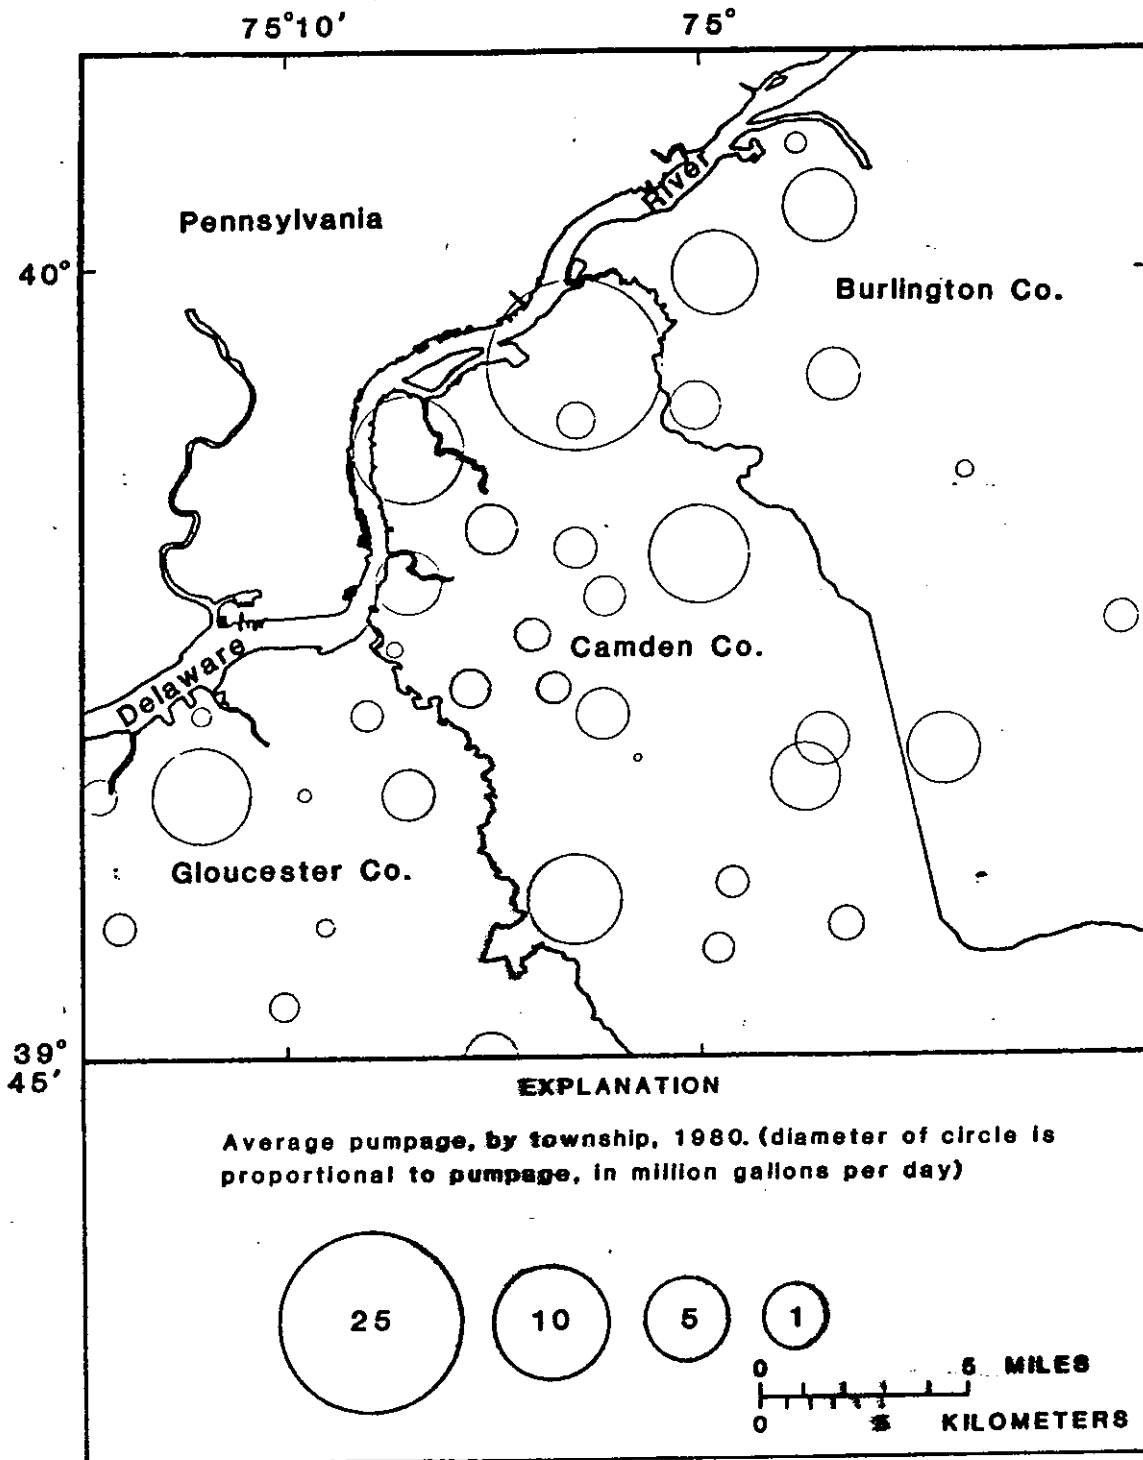 75°10' 75°
Pennsylvania
River
40°
Burlington Co.
Camden Co.
Delaware
Gloucester Co.
39°
45'
EXPLANATION
Average pumpage, by township, 1980. (diameter of circle is
proportional to pumpage, in million gallons per day)
25 10 5 1
0 5 MILES
0 5 KILOMETERS